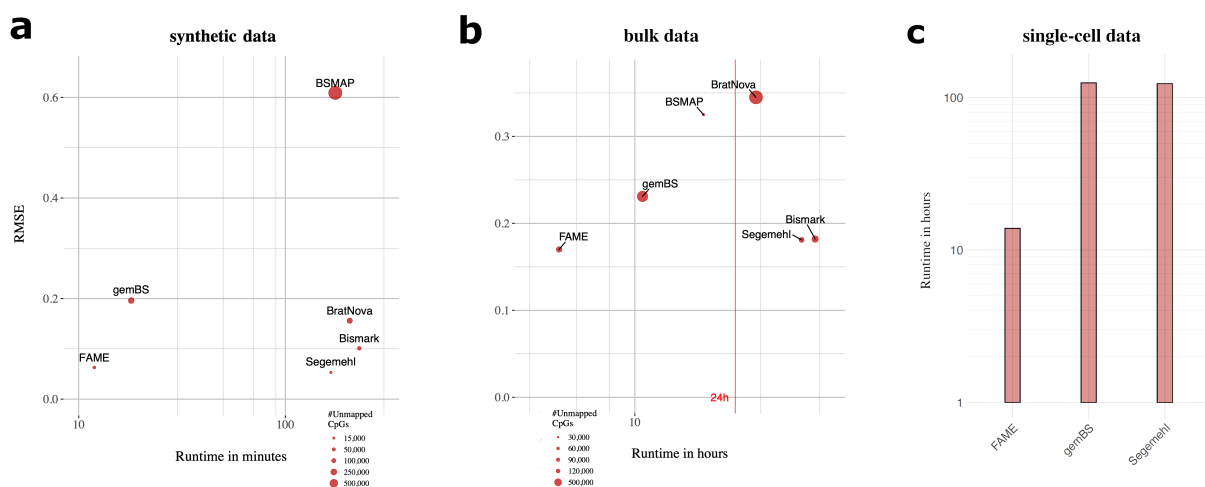 a
synthetic data
RMSE
0.6
0.4
0.2
0.0
BSMAP
gemBS
BratNova
Bismark
FAME
Segemehl
10
100
Runtime in minutes
#Unmapped
CpGs
15,000
50,000
100,000
250,000
500,000
b
bulk data
0.3
0.2
0.1
0.0
BratNova
BSMAP
gemBS
Bismark
FAME
Segemehl
24h
10
Runtime in hours
#Unmapped
CpGs
30,000
60,000
90,000
120,000
500,000
c
single-cell data
Runtime in hours
100
10
1
FAME
gemBS
Segemehl